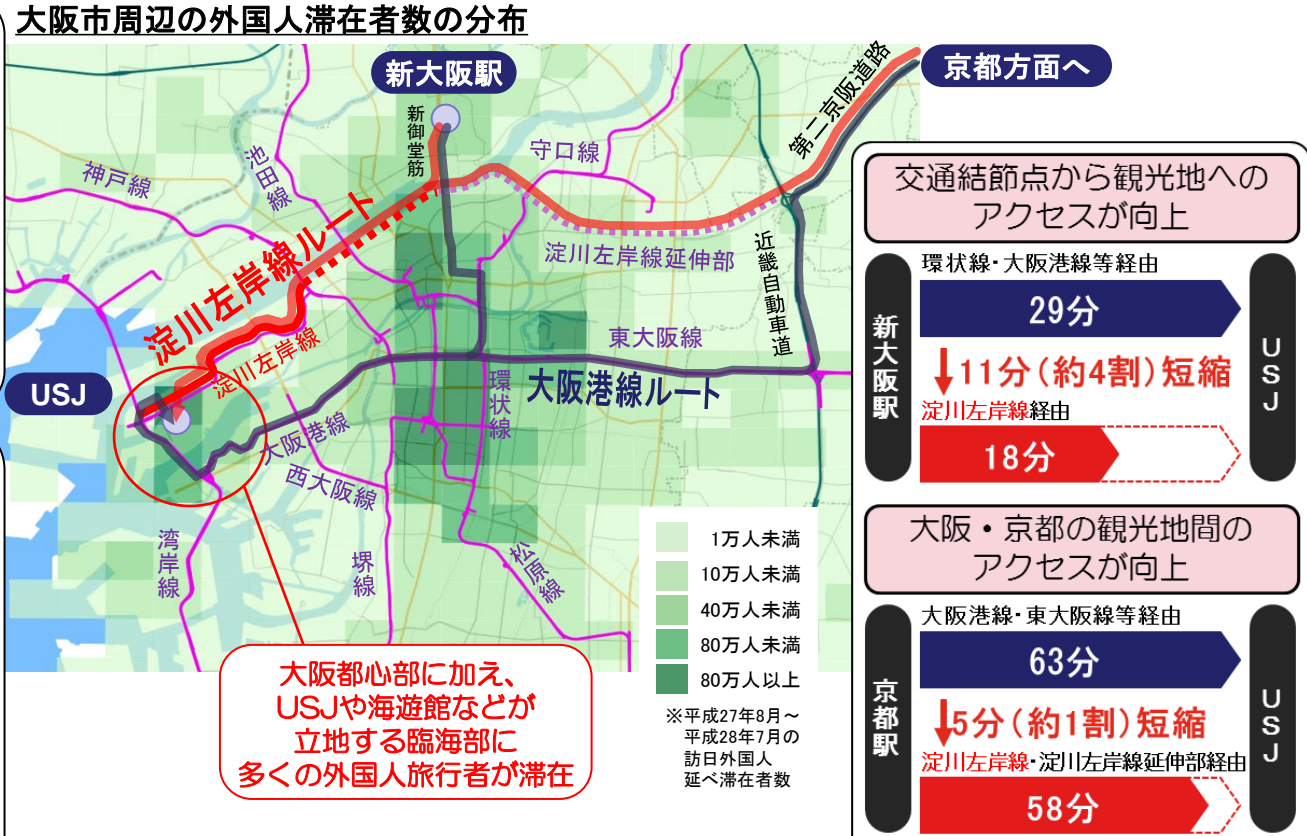 大阪市周辺の外国人滞在者数の分布
新大阪駅
京都方面へ
新御堂筋
第二京阪道路
守口線
池田線
神戸線
淀川左岸線ルート
淀川左岸線延伸部
近畿自動車道
淀川左岸線
東大阪線
USJ
環状線
大阪港線ルート
大阪港線
西大阪線
湾岸線
堺線
松原線
1万人未満
10万人未満
40万人未満
80万人未満
80万人以上
※平成27年8月～
平成28年7月の
訪日外国人
延べ滞在者数
大阪都心部に加え、
USJや海遊館などが
立地する臨海部に
多くの外国人旅行者が滞在
交通結節点から観光地への
アクセスが向上
環状線・大阪港線等経由
新大阪駅
29分
USJ
11分(約4割)短縮
淀川左岸線経由
18分
大阪・京都の観光地間の
アクセスが向上
大阪港線・東大阪線等経由
京都駅
63分
USJ
5分(約1割)短縮
淀川左岸線・淀川左岸線延伸部経由
58分